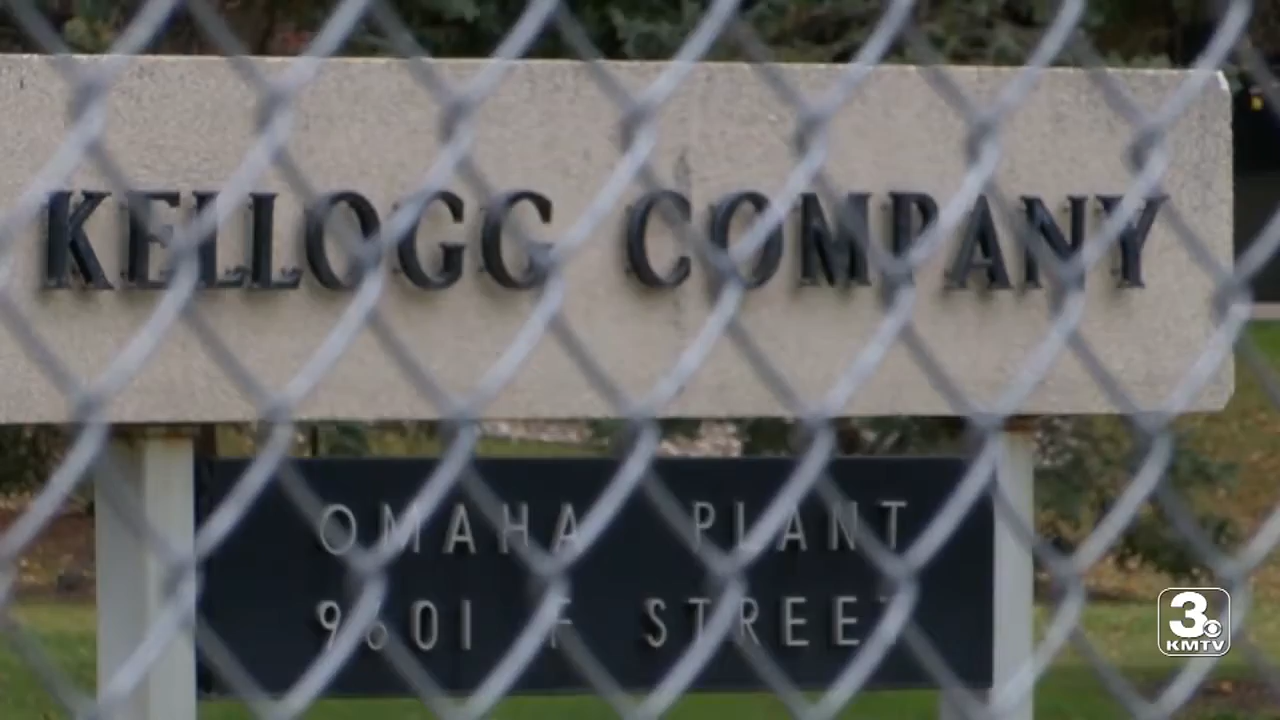 KELLOGG COMPANY
OMAHA PLANT
9601 F STREET
3
KMTV